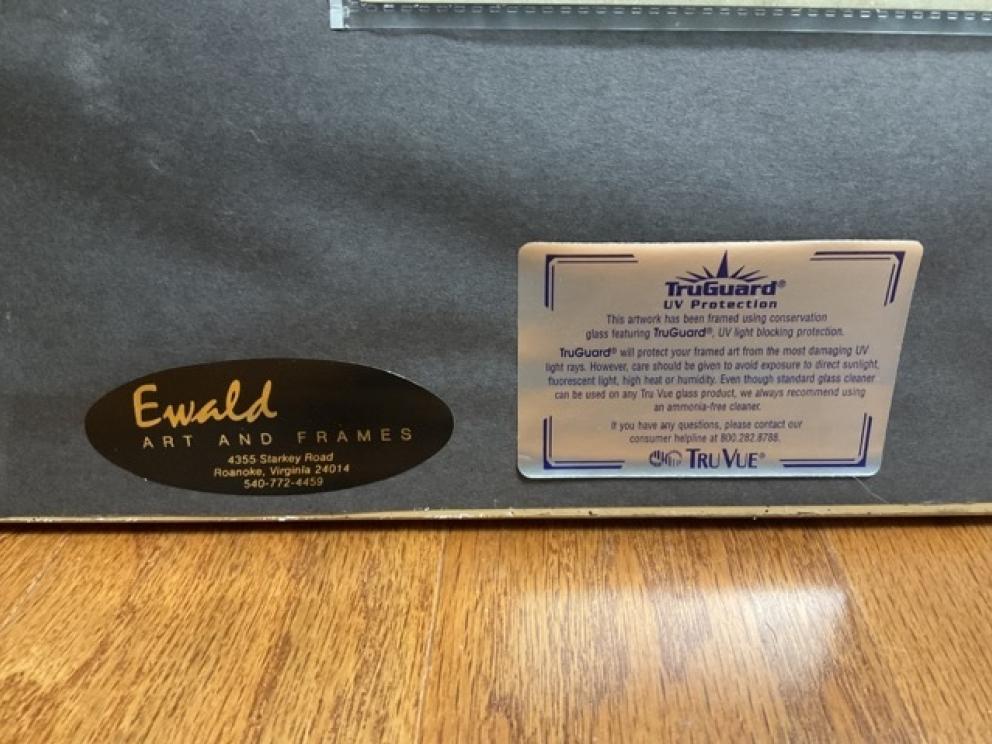 Ewald
ART AND FRAMES
4355 Starkey Road
Roanoke, Virginia 24014
540-772-4459
TruGuard®
UV Protection
This artwork has been framed using conservation
glass featuring TruGuard®, UV light blocking protection.
TruGuard® will protect your framed art from the most damaging UV
light rays. However, care should be given to avoid exposure to direct sunlight,
fluorescent light, high heat or humidity. Even though standard glass cleaner
can be used on any Tru Vue glass product, we always recommend using
an ammonia-free cleaner.
If you have any questions, please contact our
consumer helpline at 800.282.8788.
TRU VUE®